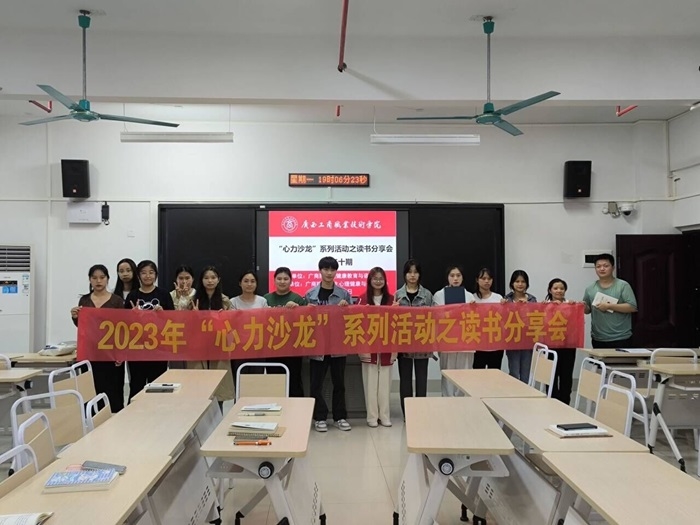 星期一 19时06分23秒
广西工商职业技术学院
“心力沙龙”系列活动之读书分享会
十期
2023年“心力沙龙”系列活动之读书分享会